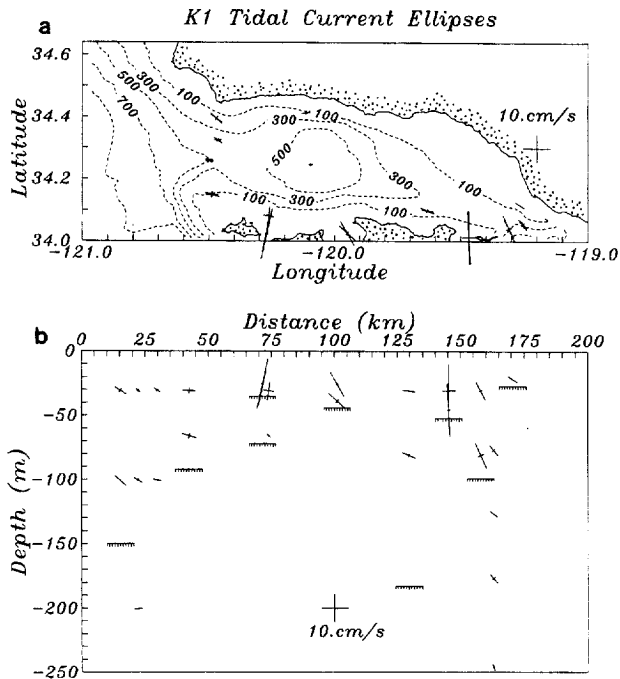 K1 Tidal Current Ellipses
a
34.6
34.4
34.2
34.0
Latitude
500
300
700
100
100
300
500
300
100
300
100
100
10.cm/s
-121.0
-120.0
-119.0
Longitude
b
Distance (km)
0 25 50 75 100 125 150 175 200
0
-50
-100
-150
-200
-250
Depth (m)
10.cm/s